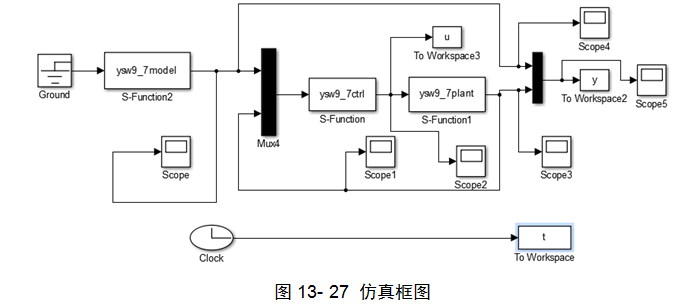 Scope4
u
To Workspace3
ysw9_7model
Ground
S-Function2
ysw9_7ctrl
S-Function
ysw9_7plant
S-Function1
y
To Workspace2
Scope5
Mux4
Scope
Scope1
Scope2
Scope3
Clock
t
To Workspace
图 13- 27 仿真框图